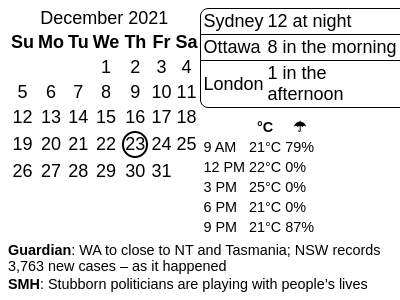 December 2021
Su Mo Tu We Th Fr Sa
1 2 3 4
5 6 7 8 9 10 11
12 13 14 15 16 17 18
19 20 21 22 23 24 25
26 27 28 29 30 31
Sydney 12 at night
Ottawa 8 in the morning
London 1 in the
afternoon
°C ☂
9 AM 21°C 79%
12 PM 22°C 0%
3 PM 25°C 0%
6 PM 21°C 0%
9 PM 21°C 87%
Guardian: WA to close to NT and Tasmania; NSW records
3,763 new cases – as it happened
SMH: Stubborn politicians are playing with people's lives